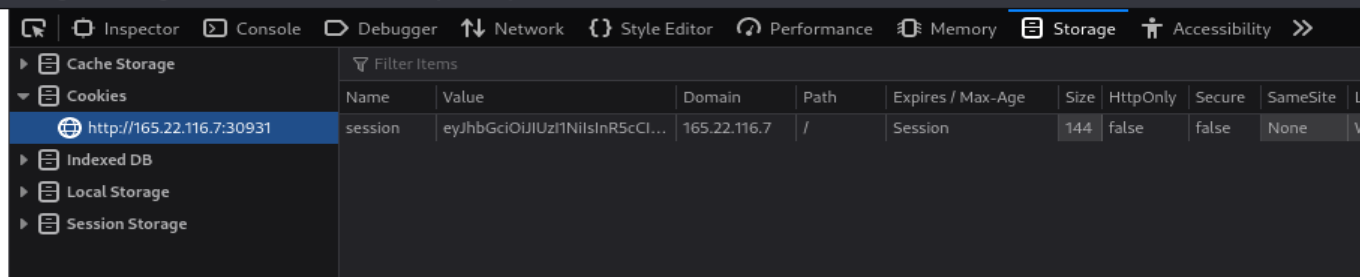 Inspector Console Debugger Network Style Editor Performance Memory Storage Accessibility
Cache Storage
Filter Items
Cookies
Name Value Domain Path Expires / Max-Age Size HttpOnly Secure SameSite L
http://165.22.116.7:30931
session eyJhbGciOiJIUzI1NiIsInR5cCI... 165.22.116.7 / Session 144 false false None
Indexed DB
Local Storage
Session Storage